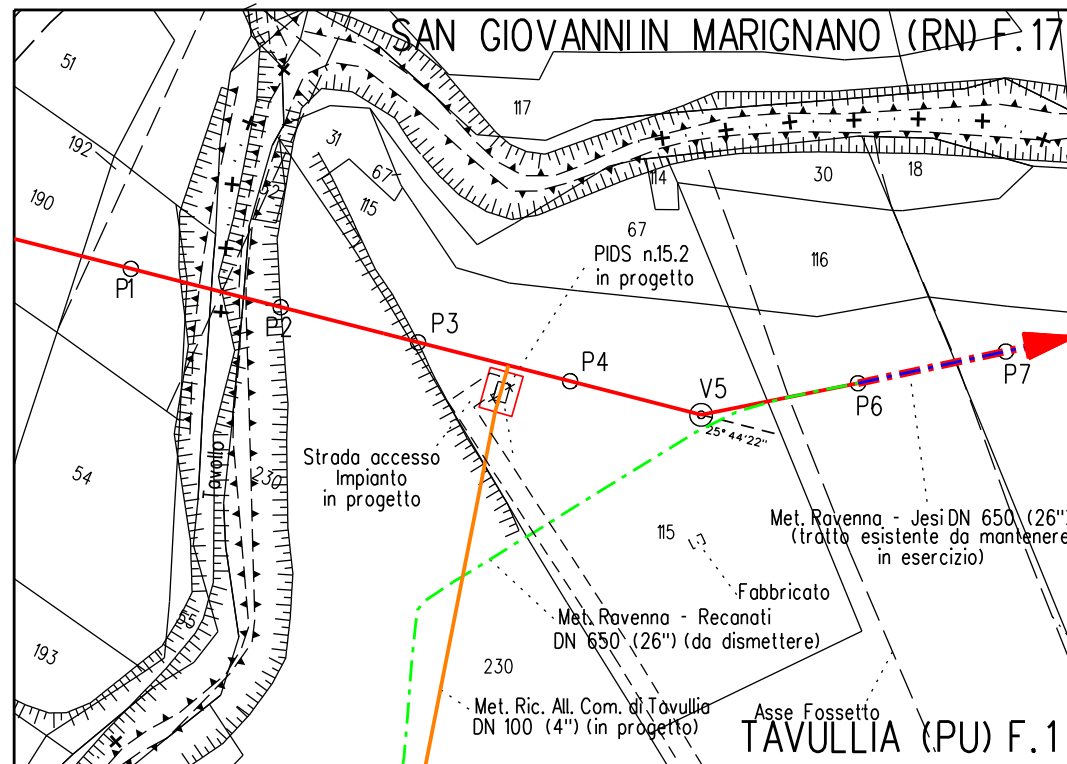 SAN GIOVANNI IN MARIGNANO (RN) F.17
51
117
192
31
67
114
30
18
52
190
115
67
PIDS n.15.2
in progetto
116
P1
P2
P3
P4
V5
25°44'22"
P6
P7
Strada accesso
Impianto
in progetto
Tavollo
230
54
115
Met. Ravenna - Jesi DN 650 (26")
(tratto esistente da mantenere
in esercizio)
Fabbricato
Met. Ravenna - Recanati
DN 650 (26") (da dismettere)
55
193
230
Met. Ric. All. Com. di Tavullia
DN 100 (4") (in progetto)
Asse Fossetto
TAVULLIA (PU) F.1